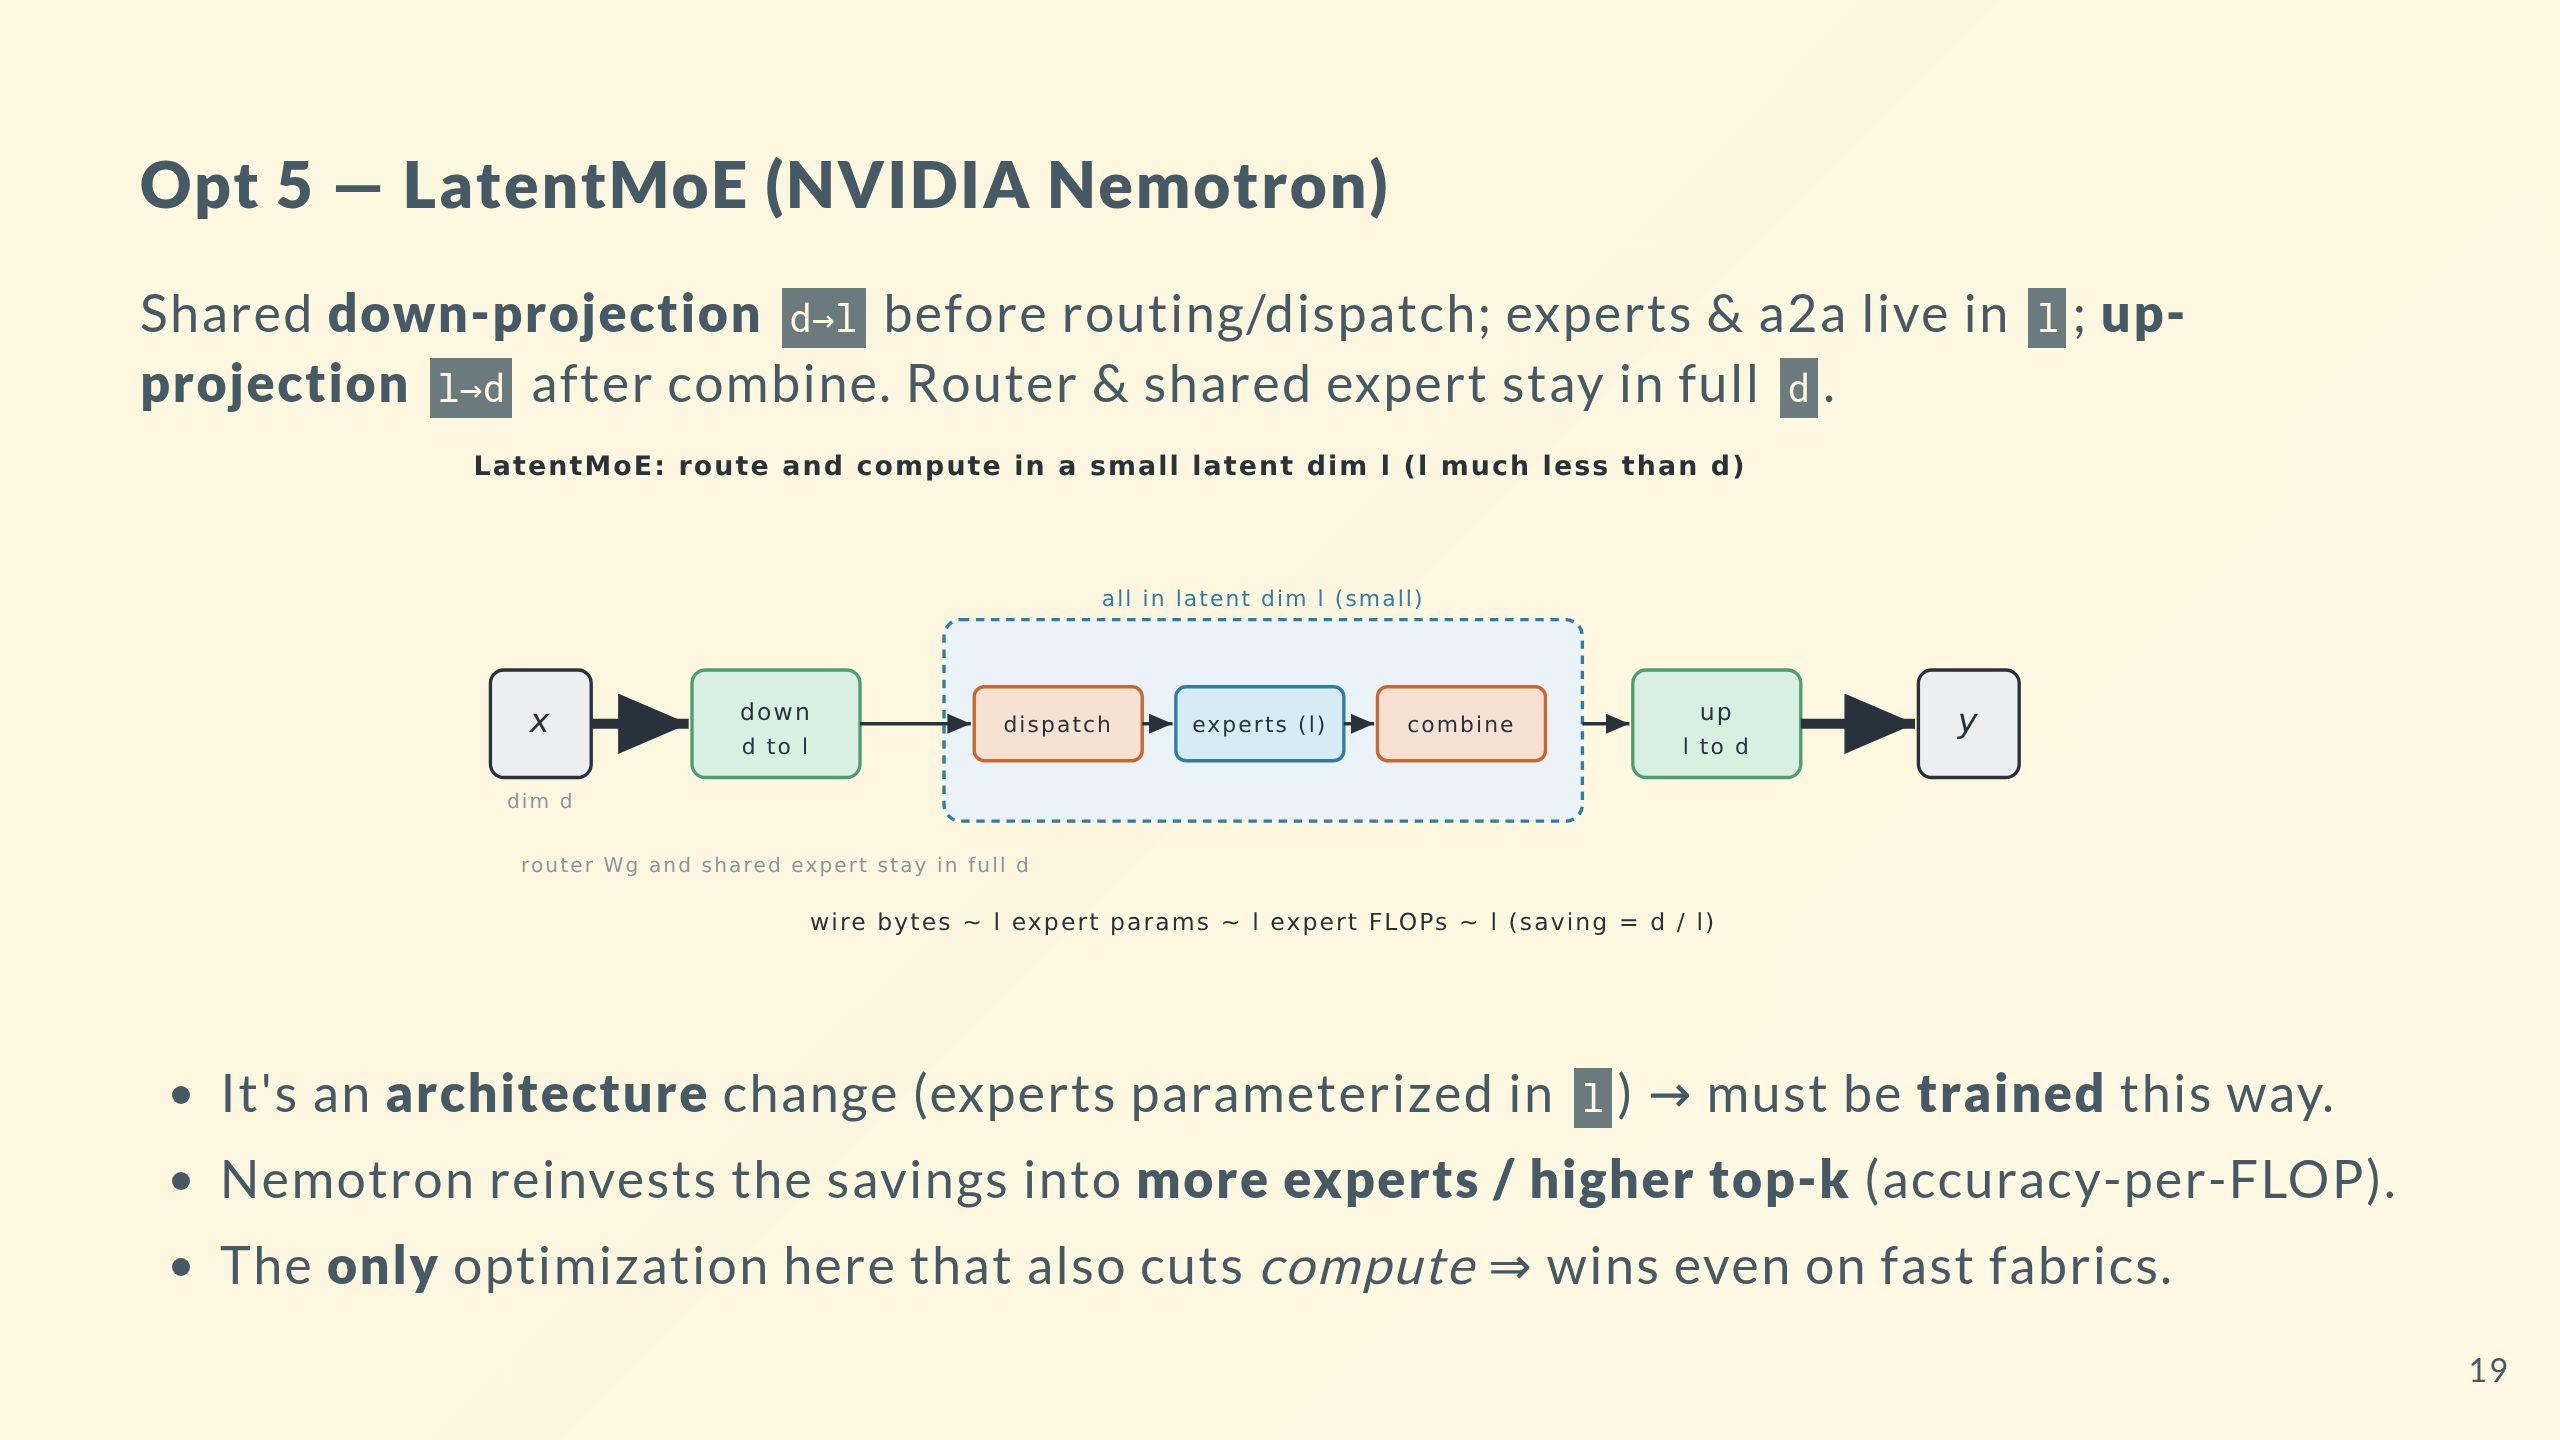 Opt 5 — LatentMoE (NVIDIA Nemotron)
Shared down-projection d→l before routing/dispatch; experts & a2a live in l; up-
projection l→d after combine. Router & shared expert stay in full d.
LatentMoE: route and compute in a small latent dim l (l much less than d)
all in latent dim l (small)
x
down
d to l
dispatch
experts (l)
combine
up
l to d
y
dim d
router Wg and shared expert stay in full d
wire bytes ~ l expert params ~ l expert FLOPs ~ l (saving = d / l)
• It's an architecture change (experts parameterized in l) → must be trained this way.
• Nemotron reinvests the savings into more experts / higher top-k (accuracy-per-FLOP).
• The only optimization here that also cuts compute ⇒ wins even on fast fabrics.
19